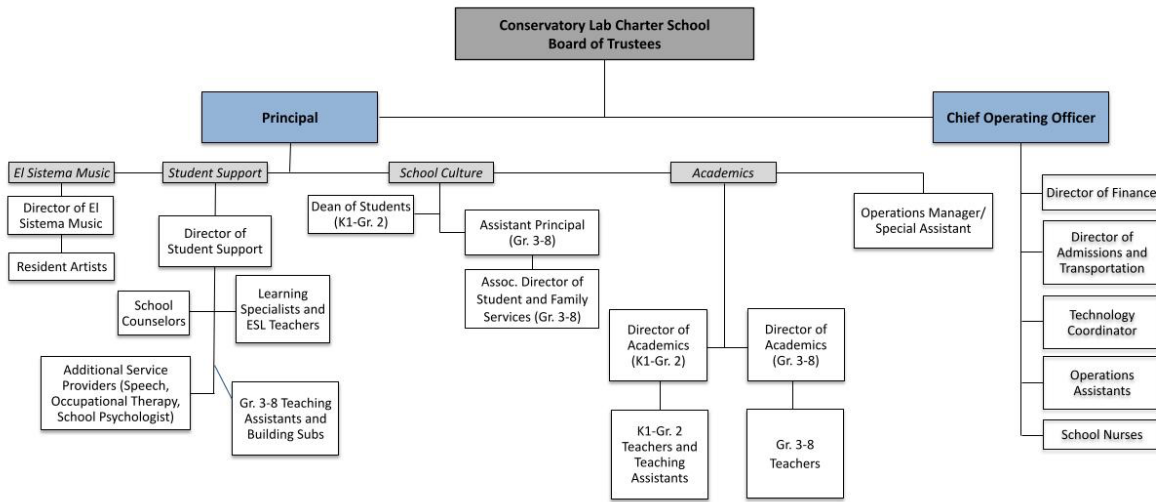 Conservatory Lab Charter School
Board of Trustees
Principal
Chief Operating Officer
El Sistema Music
Student Support
School Culture
Academics
Director of El
Sistema Music
Resident Artists
Director of
Student Support
School
Counselors
Learning
Specialists and
ESL Teachers
Additional Service
Providers (Speech,
Occupational Therapy,
School Psychologist)
Gr. 3-8 Teaching
Assistants and
Building Subs
Dean of Students
(K1-Gr. 2)
Assistant Principal
(Gr. 3-8)
Assoc. Director of
Student and Family
Services (Gr. 3-8)
Director of
Academics
(K1-Gr. 2)
K1-Gr. 2
Teachers and
Teaching
Assistants
Director of
Academics
(Gr. 3-8)
Gr. 3-8
Teachers
Operations Manager/
Special Assistant
Director of Finance
Director of
Admissions and
Transportation
Technology
Coordinator
Operations
Assistants
School Nurses